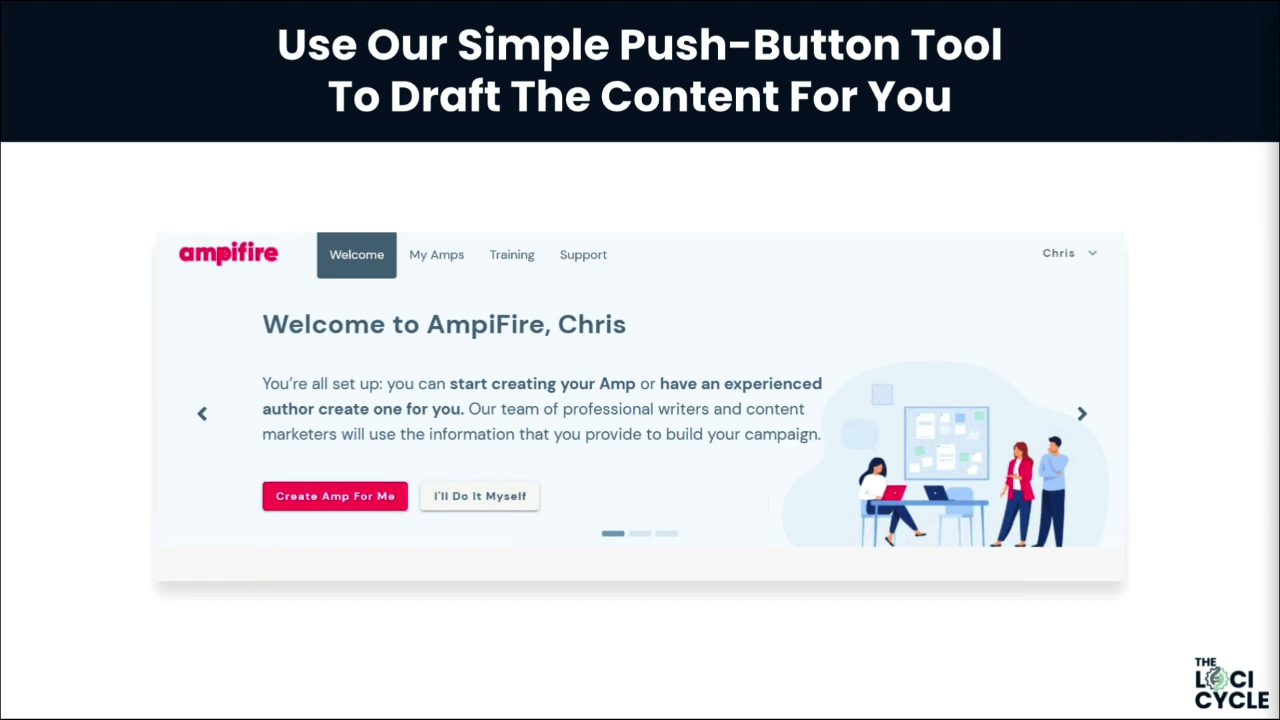 Use Our Simple Push-Button Tool
To Draft The Content For You
ampifire
Welcome
My Amps
Training
Support
Chris
Welcome to AmpiFire, Chris
You're all set up: you can start creating your Amp or have an experienced
author create one for you. Our team of professional writers and content
marketers will use the information that you provide to build your campaign.
Create Amp For Me
I'll Do It Myself
THE
LOCI
CYCLE